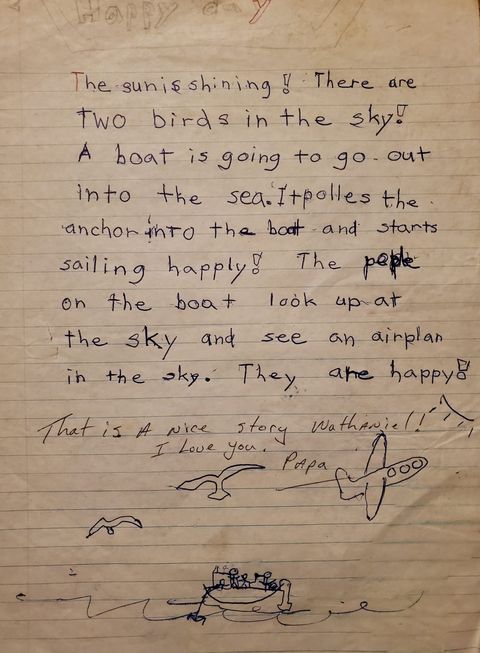 Happy day
The sun is shining! There are
two birds in the sky!
A boat is going to go out
into the sea. It polles the
anchor into the boat and starts
sailing happly! The pepele
on the boat look up at
the sky and see an airplan
in the sky. They are happy!
That is A Nice story Nathaniel!
I Love you.
Papa